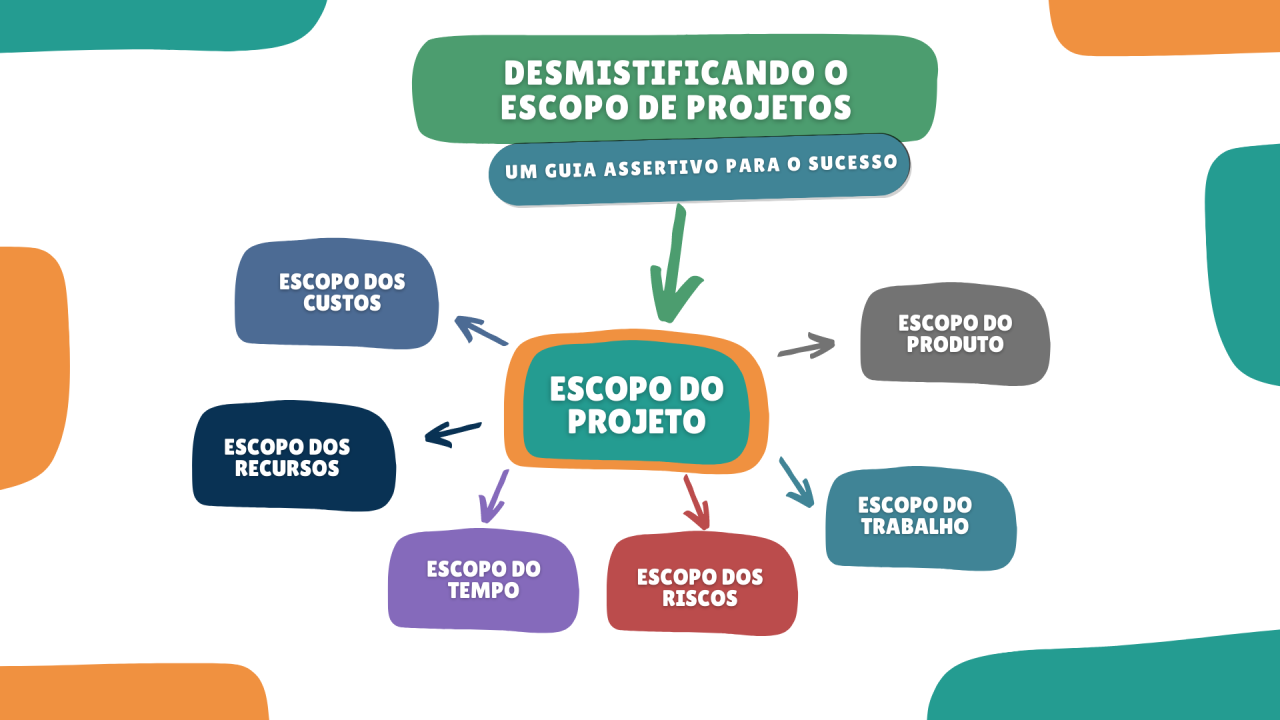 DESMISTIFICANDO O
ESCOPO DE PROJETOS
UM GUIA ASSERTIVO PARA O SUCESSO
ESCOPO DOS
CUSTOS
ESCOPO DO
PRODUTO
ESCOPO DO
PROJETO
ESCOPO DOS
RECURSOS
ESCOPO DO
TRABALHO
ESCOPO DO
TEMPO
ESCOPO DOS
RISCOS